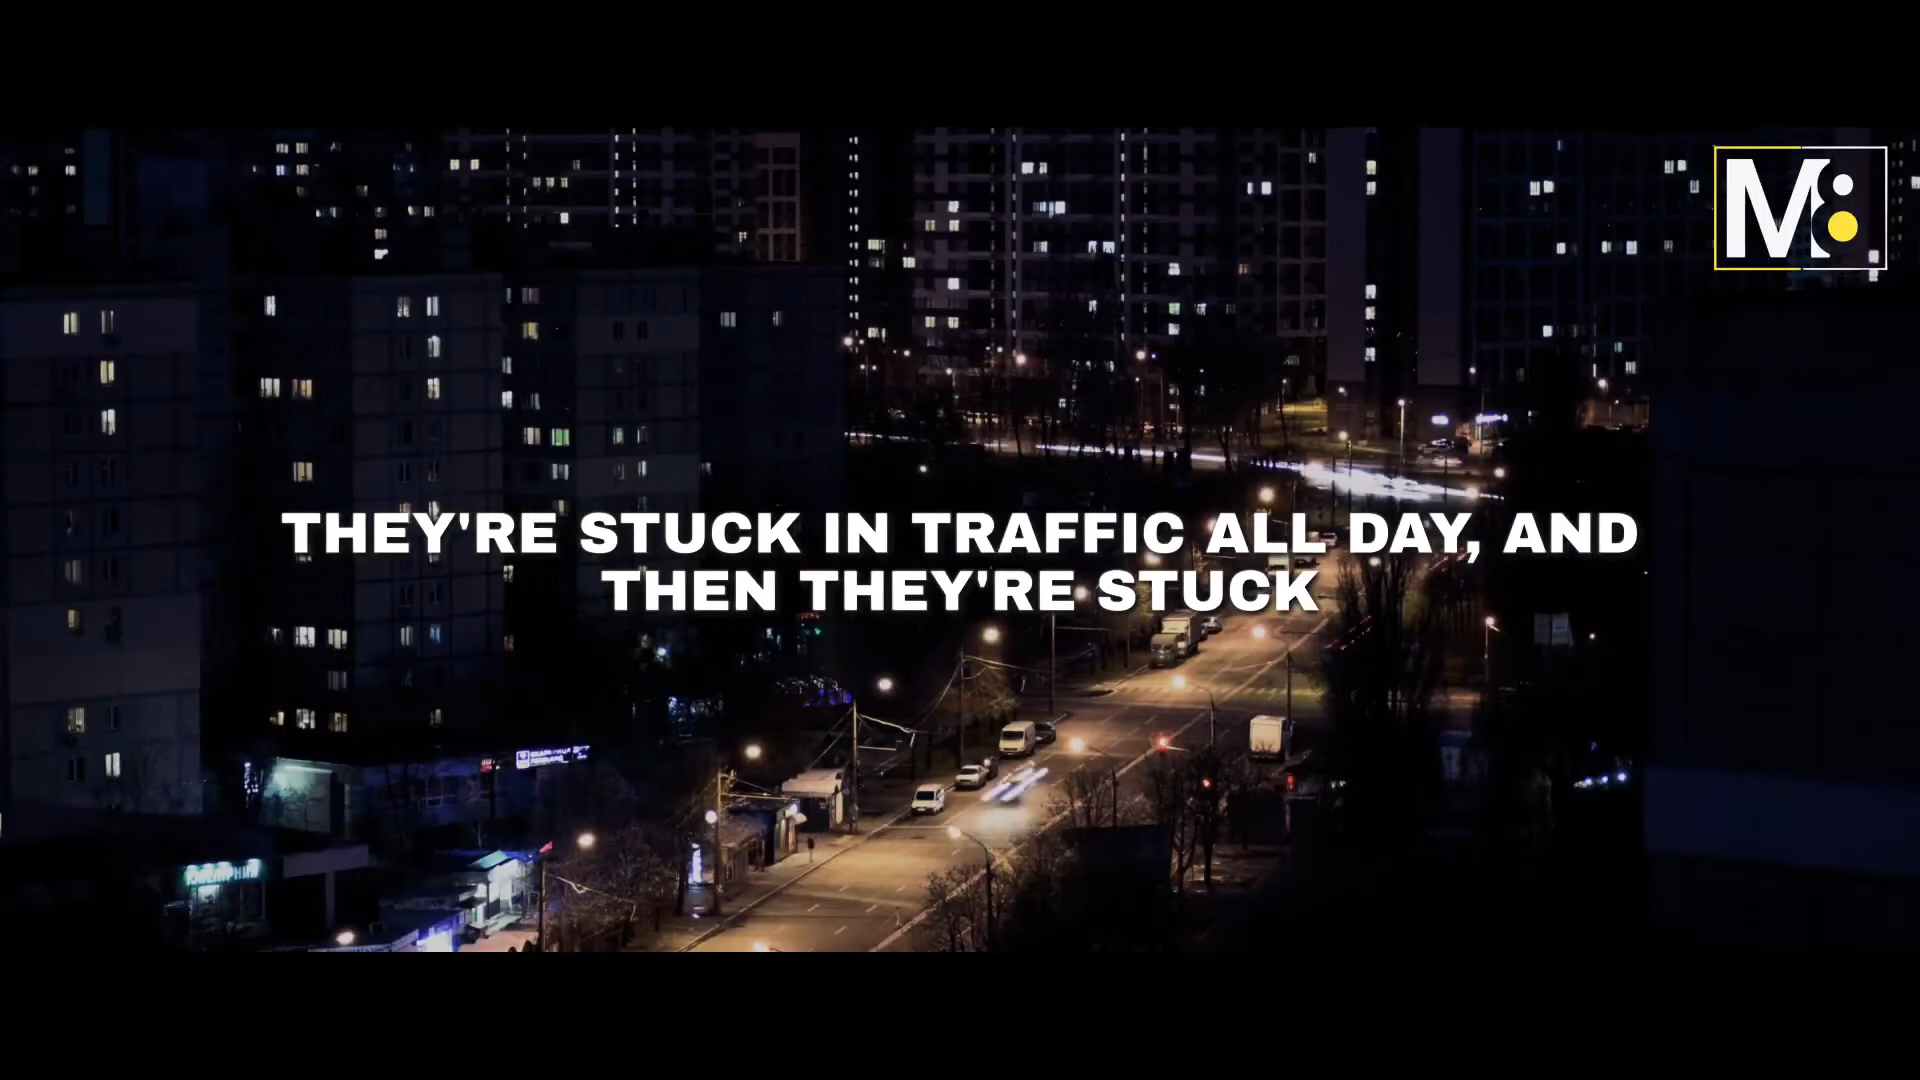 M8
THEY'RE STUCK IN TRAFFIC ALL DAY, AND
THEN THEY'RE STUCK